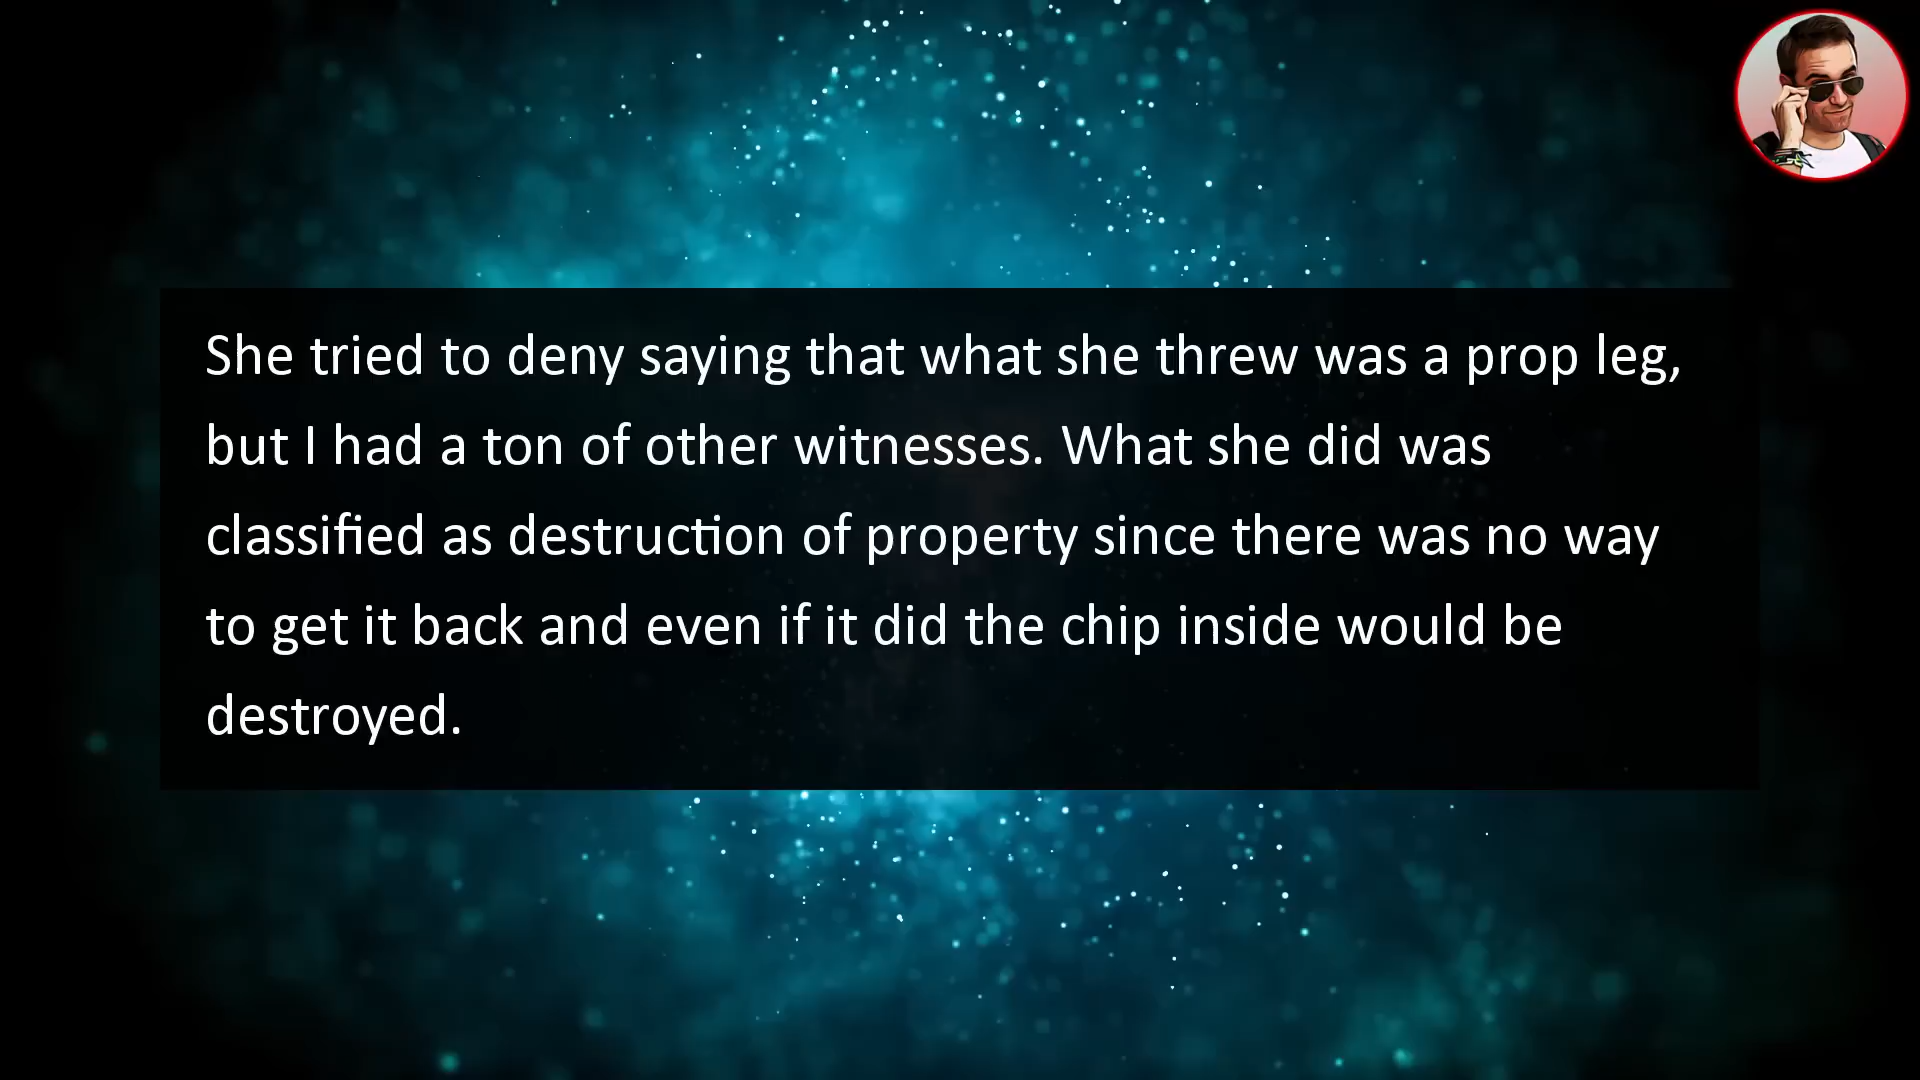 She tried to deny saying that what she threw was a prop leg,
but I had a ton of other witnesses. What she did was
classified as destruction of property since there was no way
to get it back and even if it did the chip inside would be
destroyed.